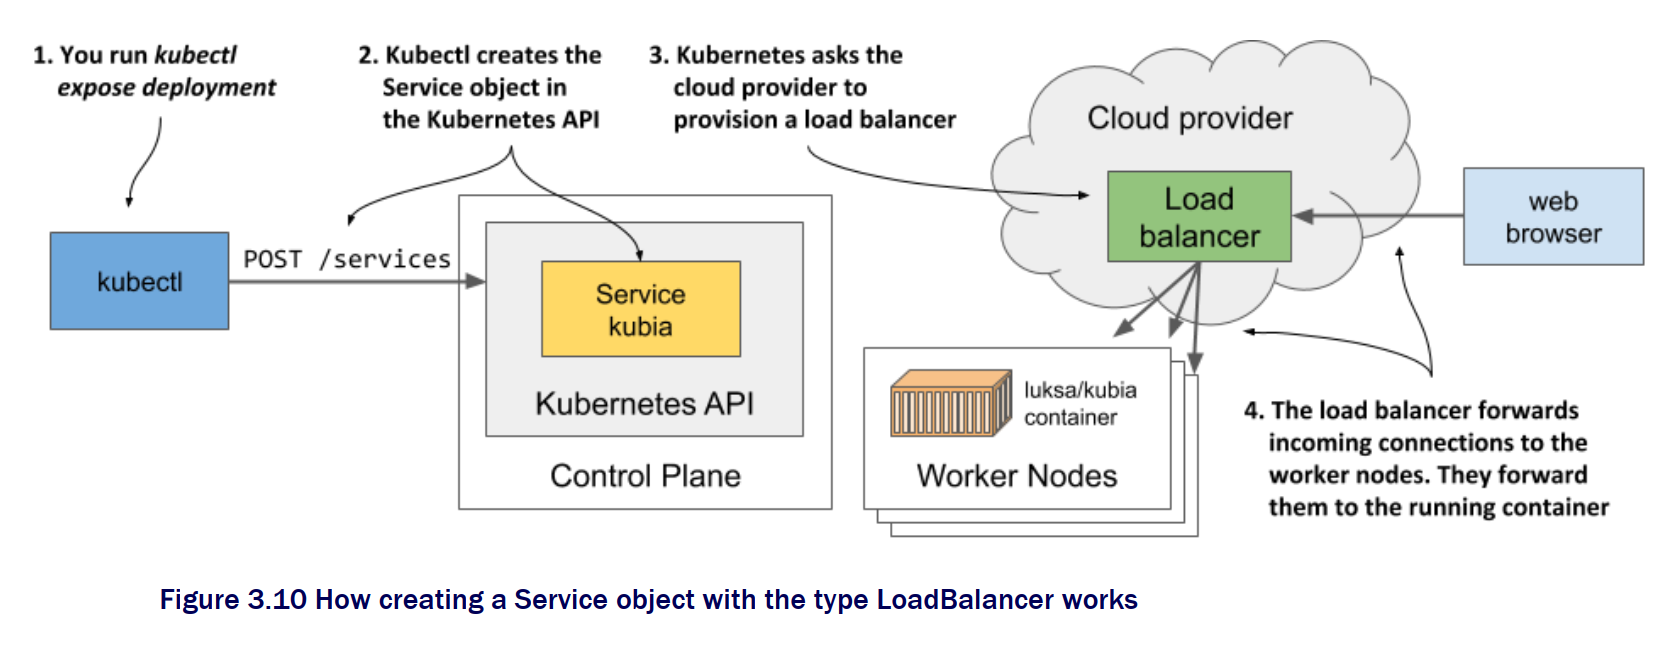 1. You run kubectl
expose deployment
2. Kubectl creates the
Service object in
the Kubernetes API
3. Kubernetes asks the
cloud provider to
provision a load balancer
Cloud provider
Load
balancer
web
browser
kubectl
POST /services
Service
kubia
Kubernetes API
Control Plane
luksa/kubia
container
Worker Nodes
4. The load balancer forwards
incoming connections to the
worker nodes. They forward
them to the running container
Figure 3.10 How creating a Service object with the type LoadBalancer works